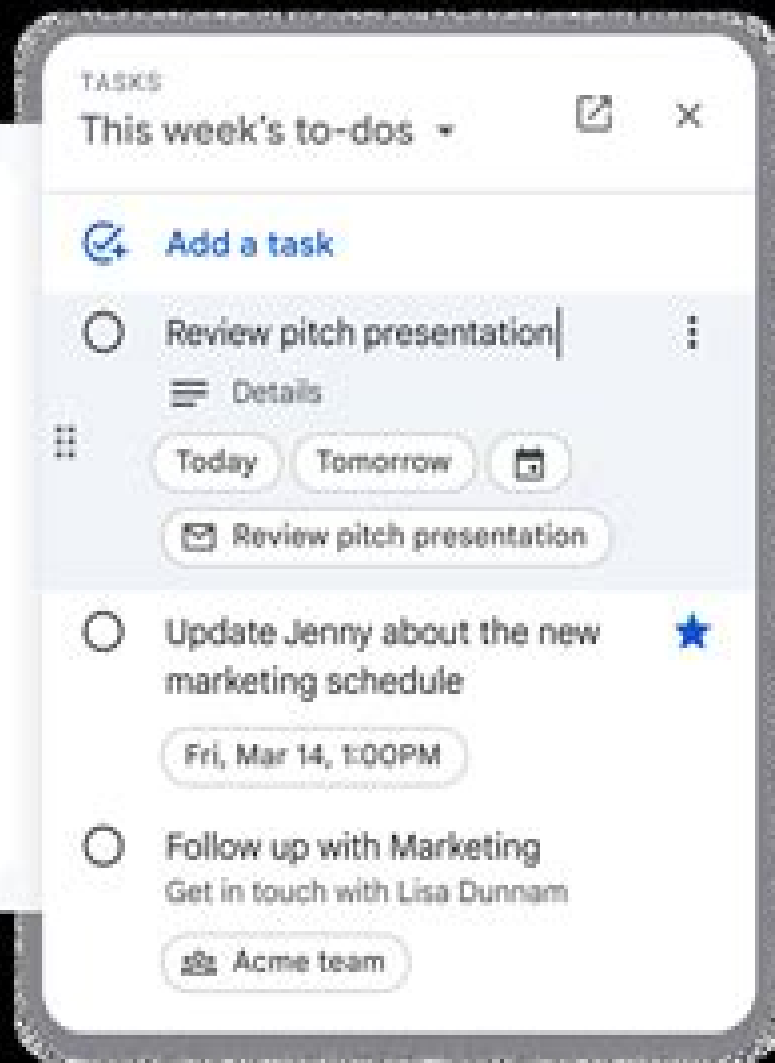 TASKS
This week's to-dos
Add a task
Review pitch presentation
Details
Today Tomorrow
Review pitch presentation
Update Jenny about the new
marketing schedule
Fri, Mar 14, 1:00PM
Follow up with Marketing
Get in touch with Lisa Dunnam
Acme team